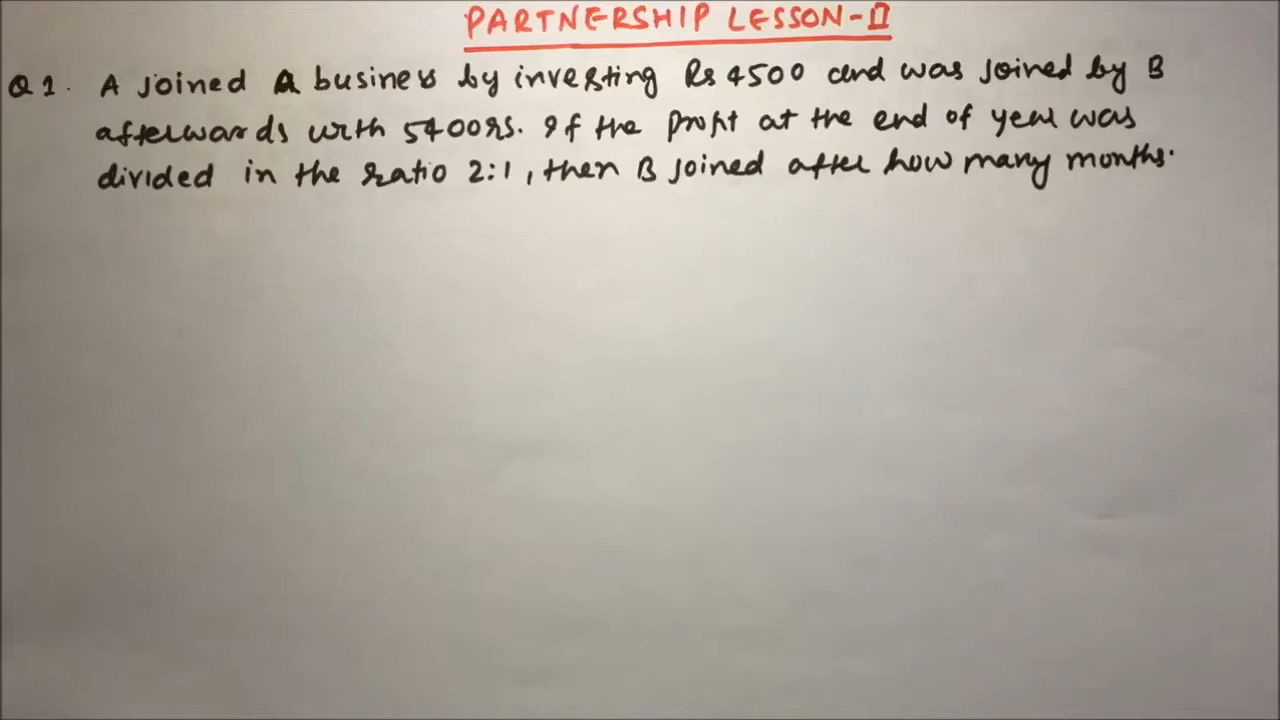 PARTNERSHIP LESSON-II
Q1. A joined A business by investing Rs 4500 and was joined by B
afterwards with 5400rs. If the profit at the end of year was
divided in the ratio 2:1, then B joined after how many months.